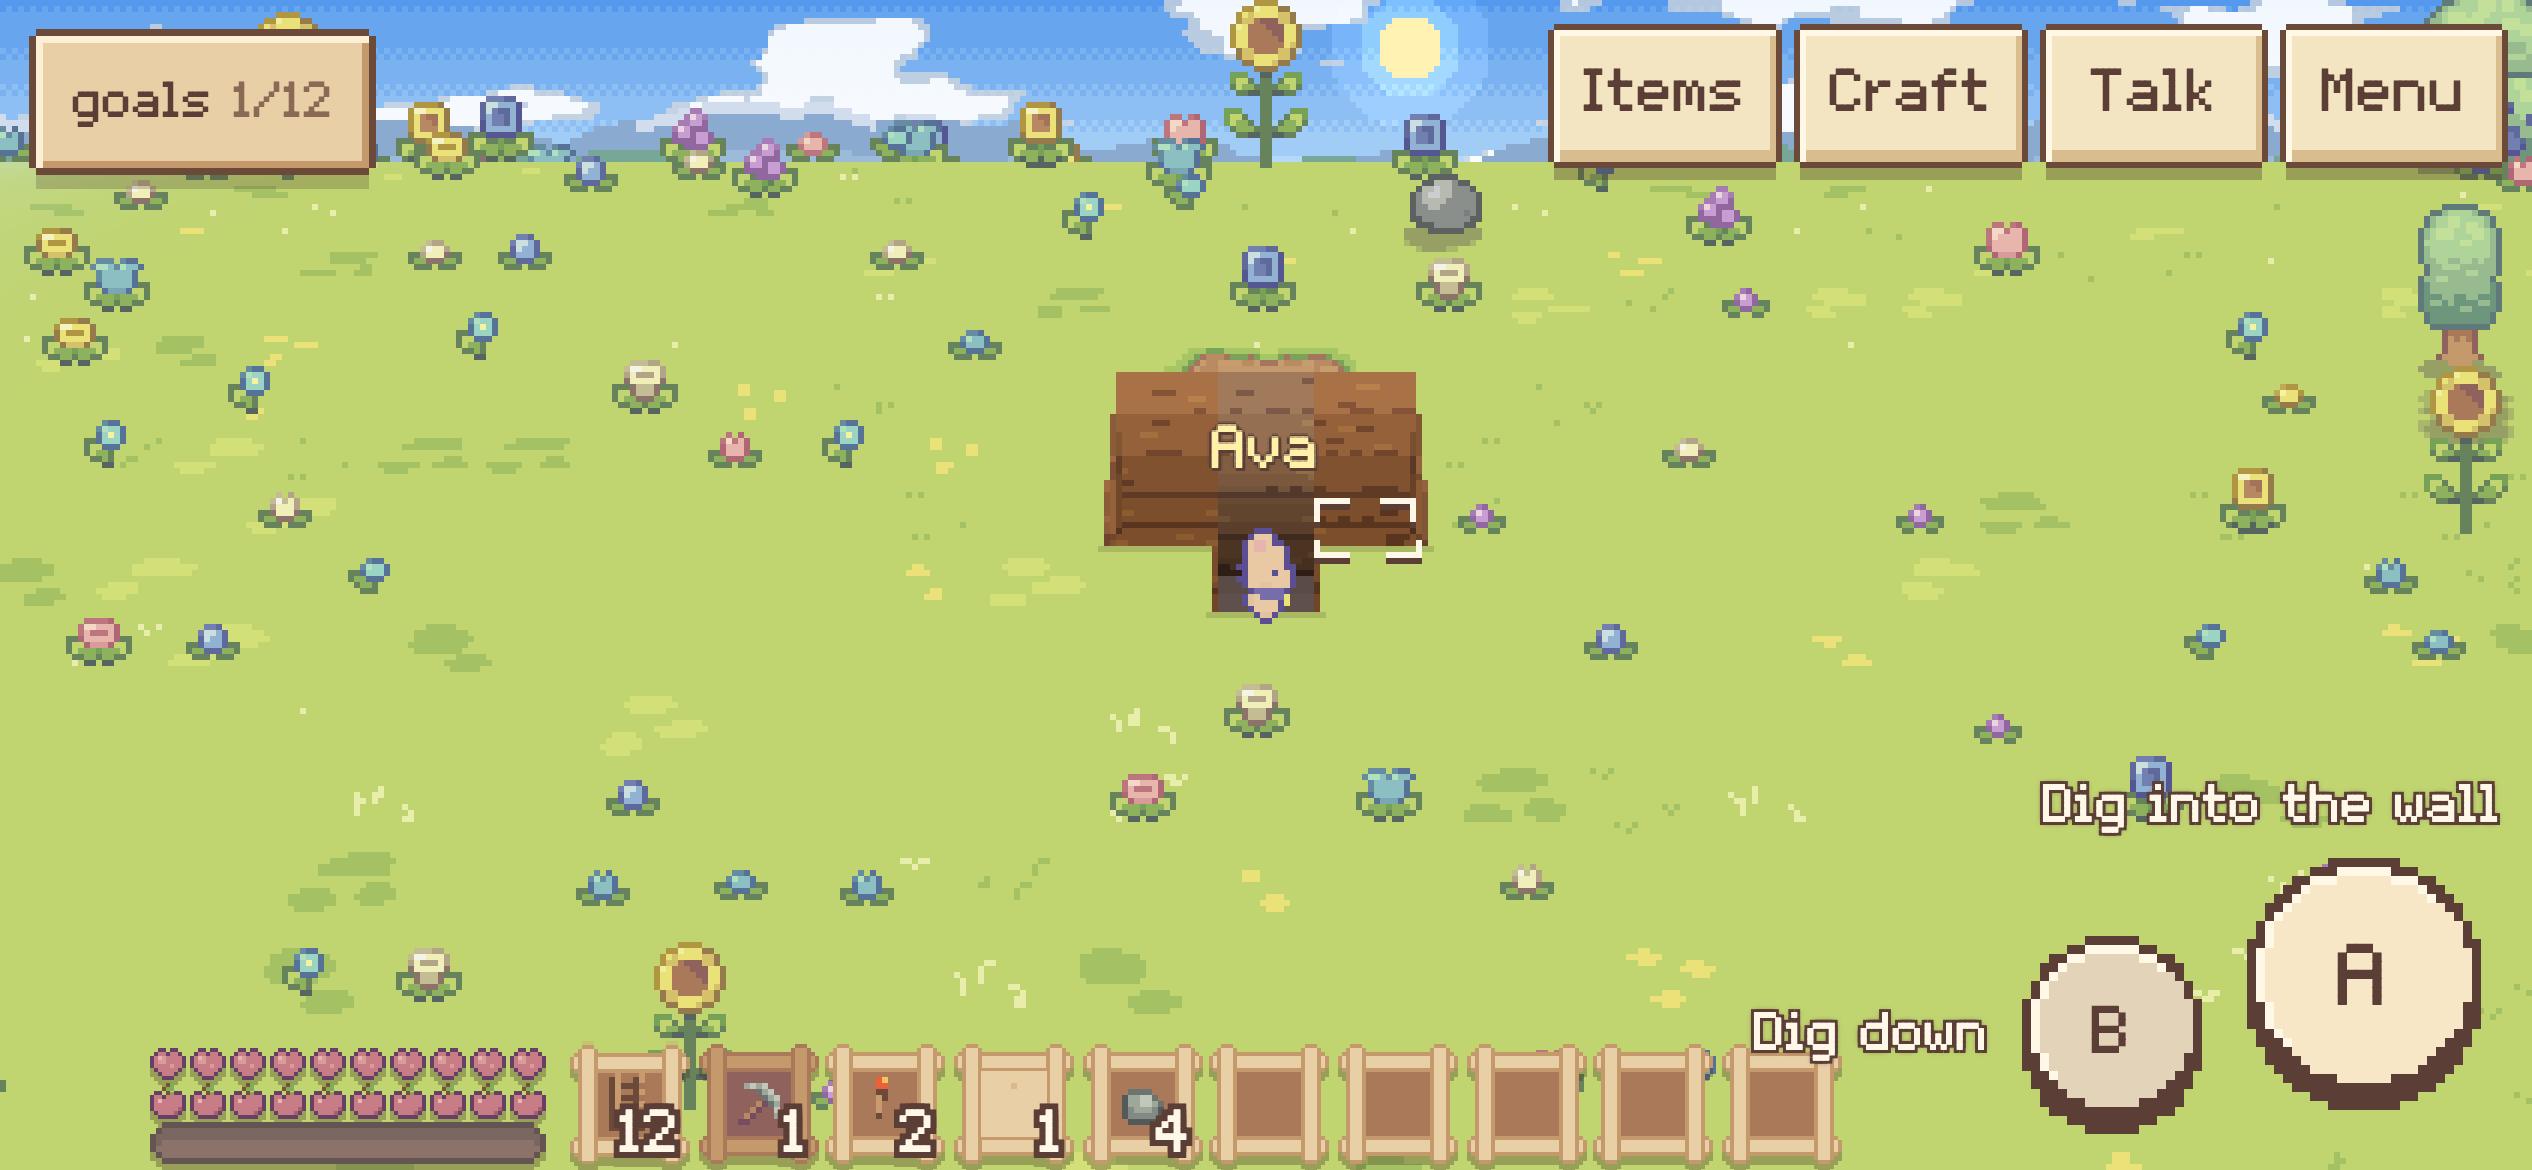 goals 1/12
Items
Craft
Talk
Menu
Ava
Dig into the wall
A
B
Dig down
12
1
2
1
4